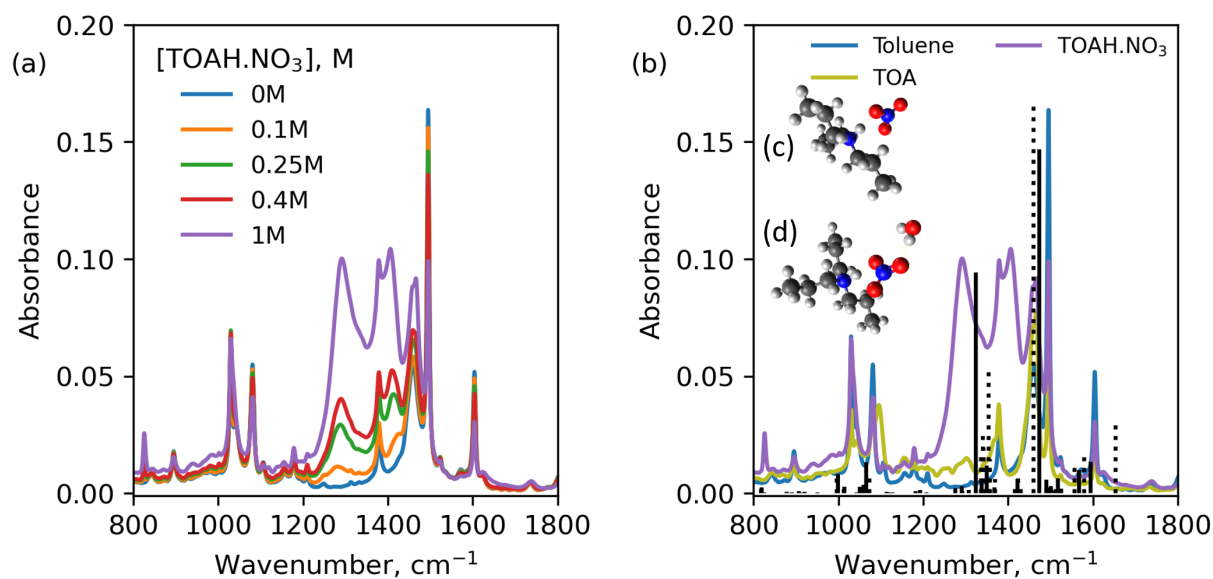 (a)
0.20
0.15
0.10
0.05
0.00
Absorbance
[TOAH.NO₃], M
0M
0.1M
0.25M
0.4M
1M
800 1000 1200 1400 1600 1800
Wavenumber, cm⁻¹
(b)
0.20
0.15
0.10
0.05
0.00
Absorbance
Toluene TOAH.NO₃
TOA
(c)
(d)
800 1000 1200 1400 1600 1800
Wavenumber, cm⁻¹